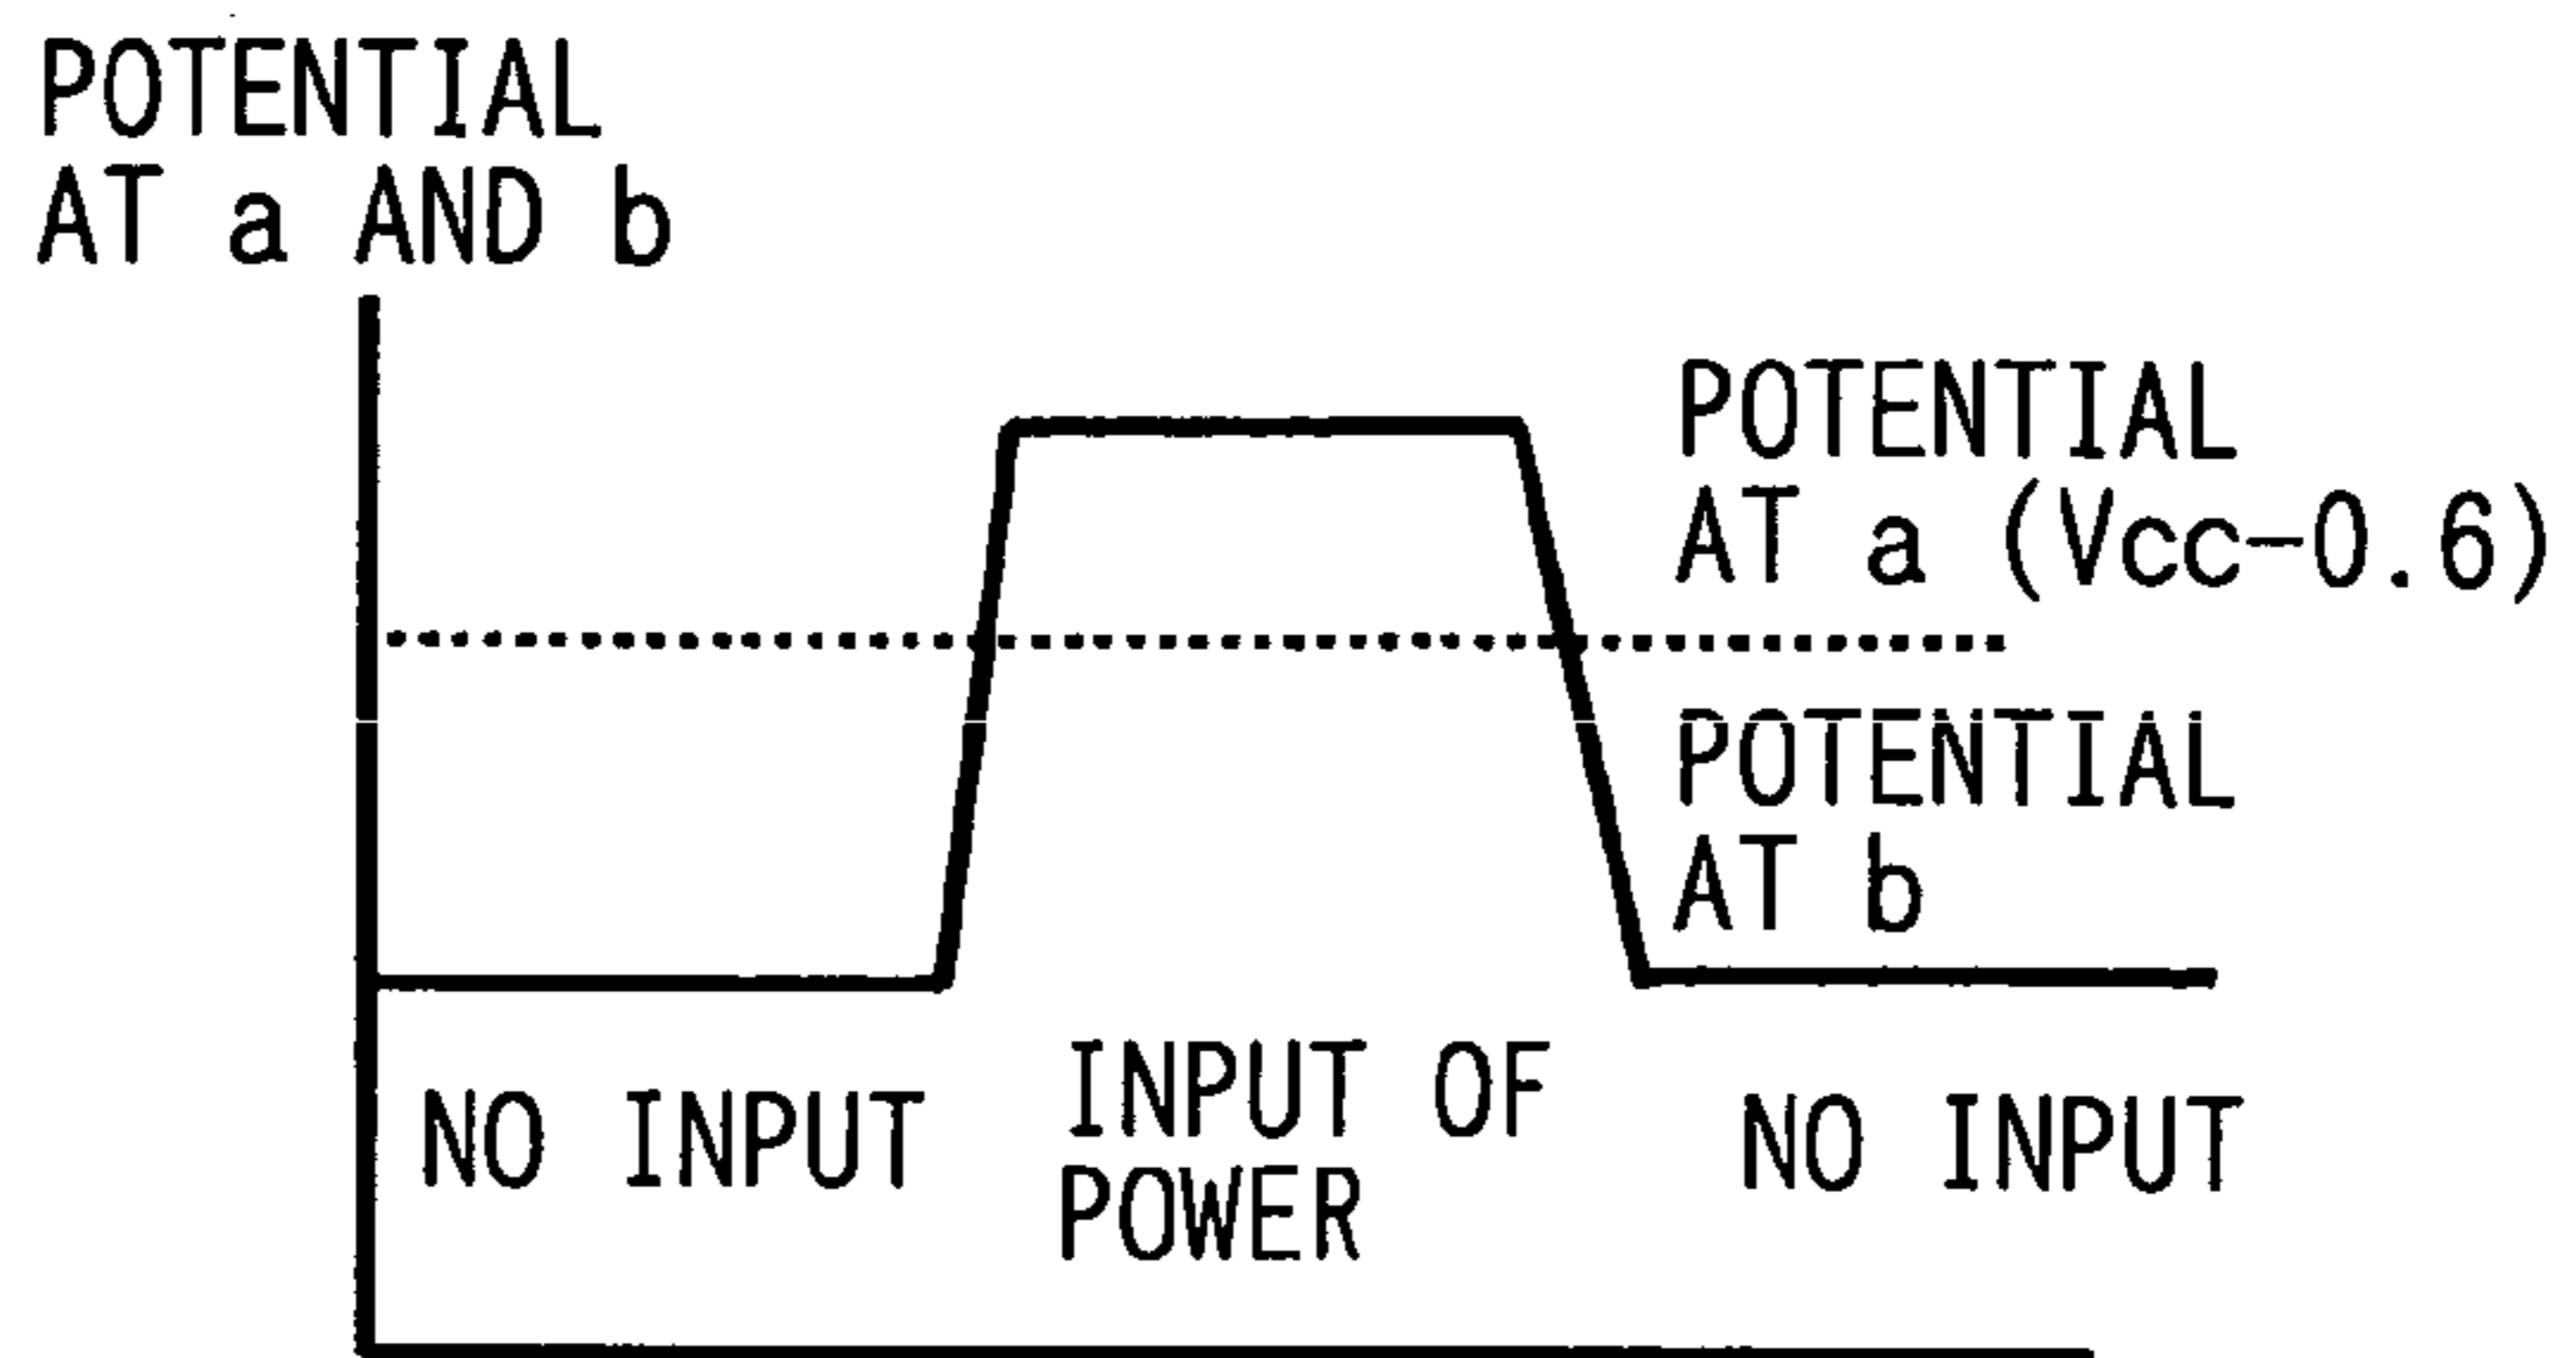 POTENTIAL
AT a AND b
POTENTIAL
AT a (Vcc-0.6)
POTENTIAL
AT b
NO INPUT
INPUT OF
POWER
NO INPUT